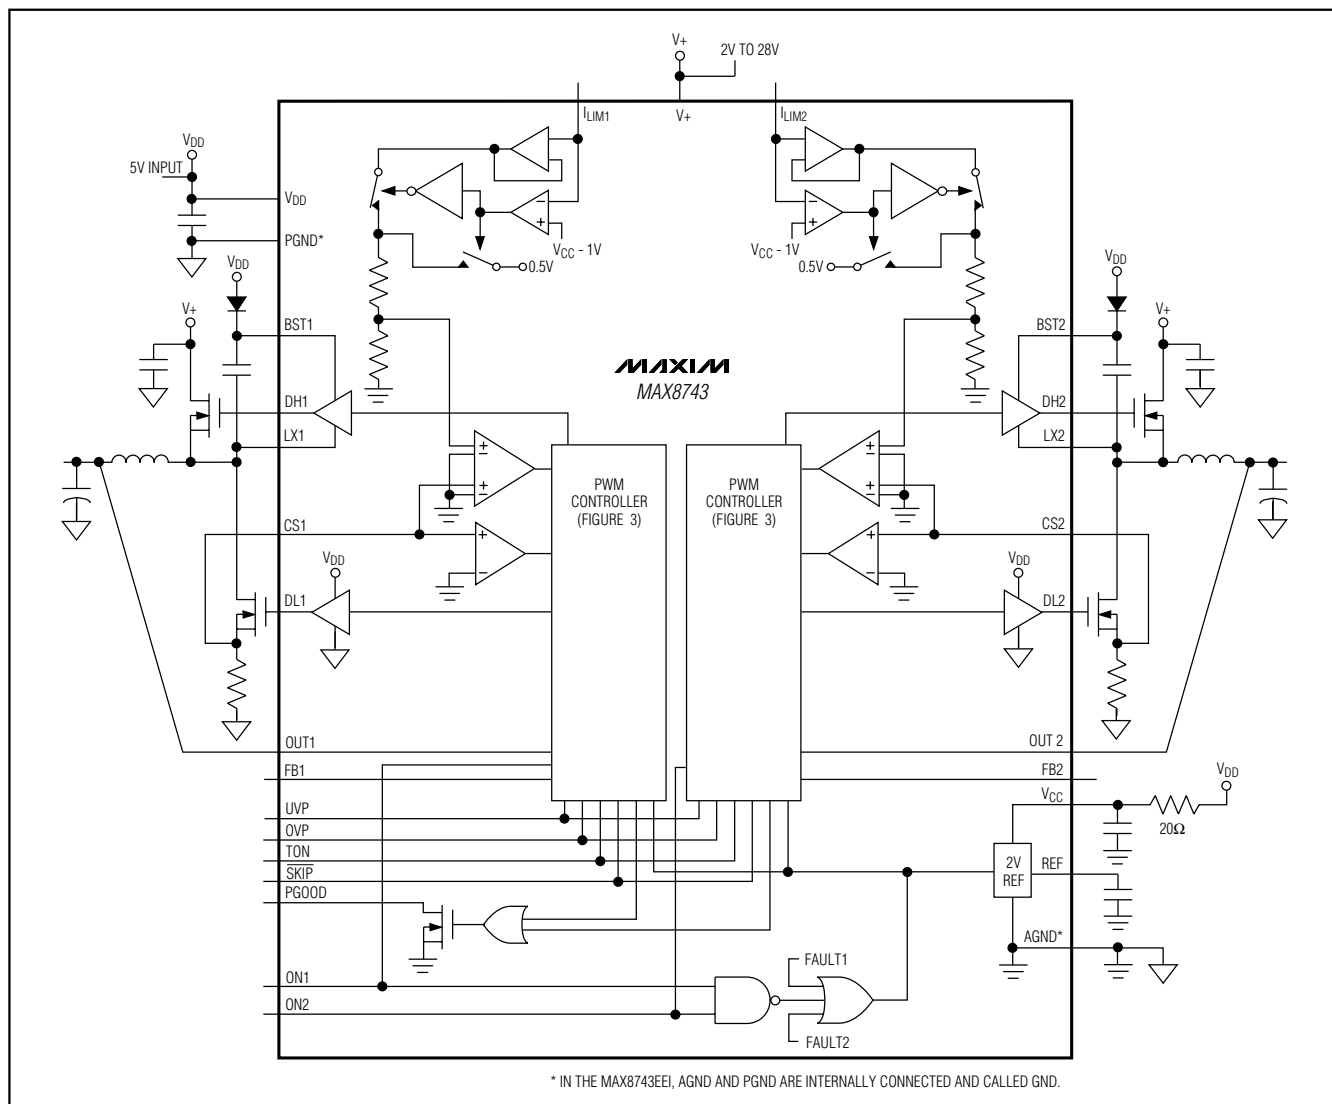 V+
2V TO 28V
ILIM1
V+
ILIM2
VDD
5V INPUT
VDD
PGND*
VCC - 1V
0.5V
VCC - 1V
0.5V
VDD
V+
BST1
VDD
V+
BST2
MAXIM
MAX8743
DH1
LX1
DH2
LX2
+
−
+
−
PWM
CONTROLLER
(FIGURE 3)
PWM
CONTROLLER
(FIGURE 3)
+
−
+
−
CS1
+
−
+
−
CS2
VDD
DL1
VDD
DL2
OUT1
OUT 2
FB1
FB2
VDD
VCC
20Ω
UVP
OVP
TON
SKIP
PGOOD
2V
REF
REF
AGND*
ON1
ON2
FAULT1
FAULT2
* IN THE MAX8743EEI, AGND AND PGND ARE INTERNALLY CONNECTED AND CALLED GND.